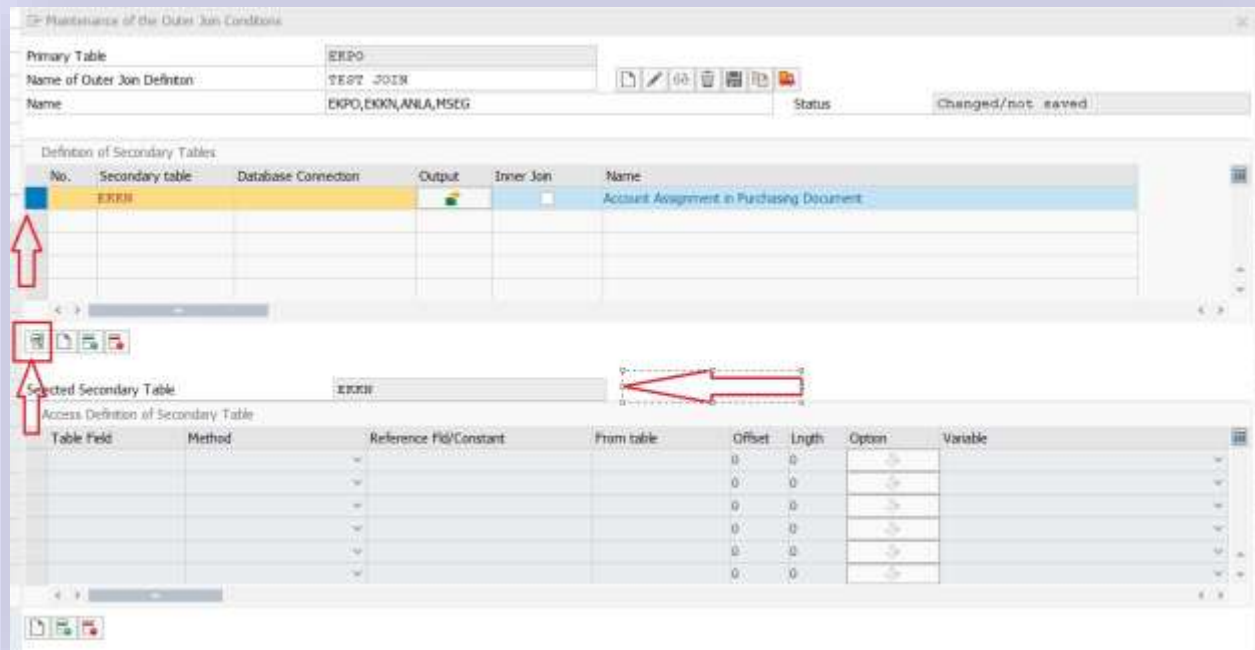 Maintenance of the Outer Join Conditions
Primary Table EKPO
Name of Outer Join Definiton TEST JOIN
Name EKPO,EKKN,ANLA,MSEG Status Changed/not saved
Definition of Secondary Tables
No. Secondary table Database Connection Output Inner Join Name
EKKN Account Assignment in Purchasing Document
Selected Secondary Table EKKN
Access Definition of Secondary Table
Table Field Method Reference Fld/Constant From table Offset Lngth Option Variable
0 0
0 0
0 0
0 0
0 0
0 0